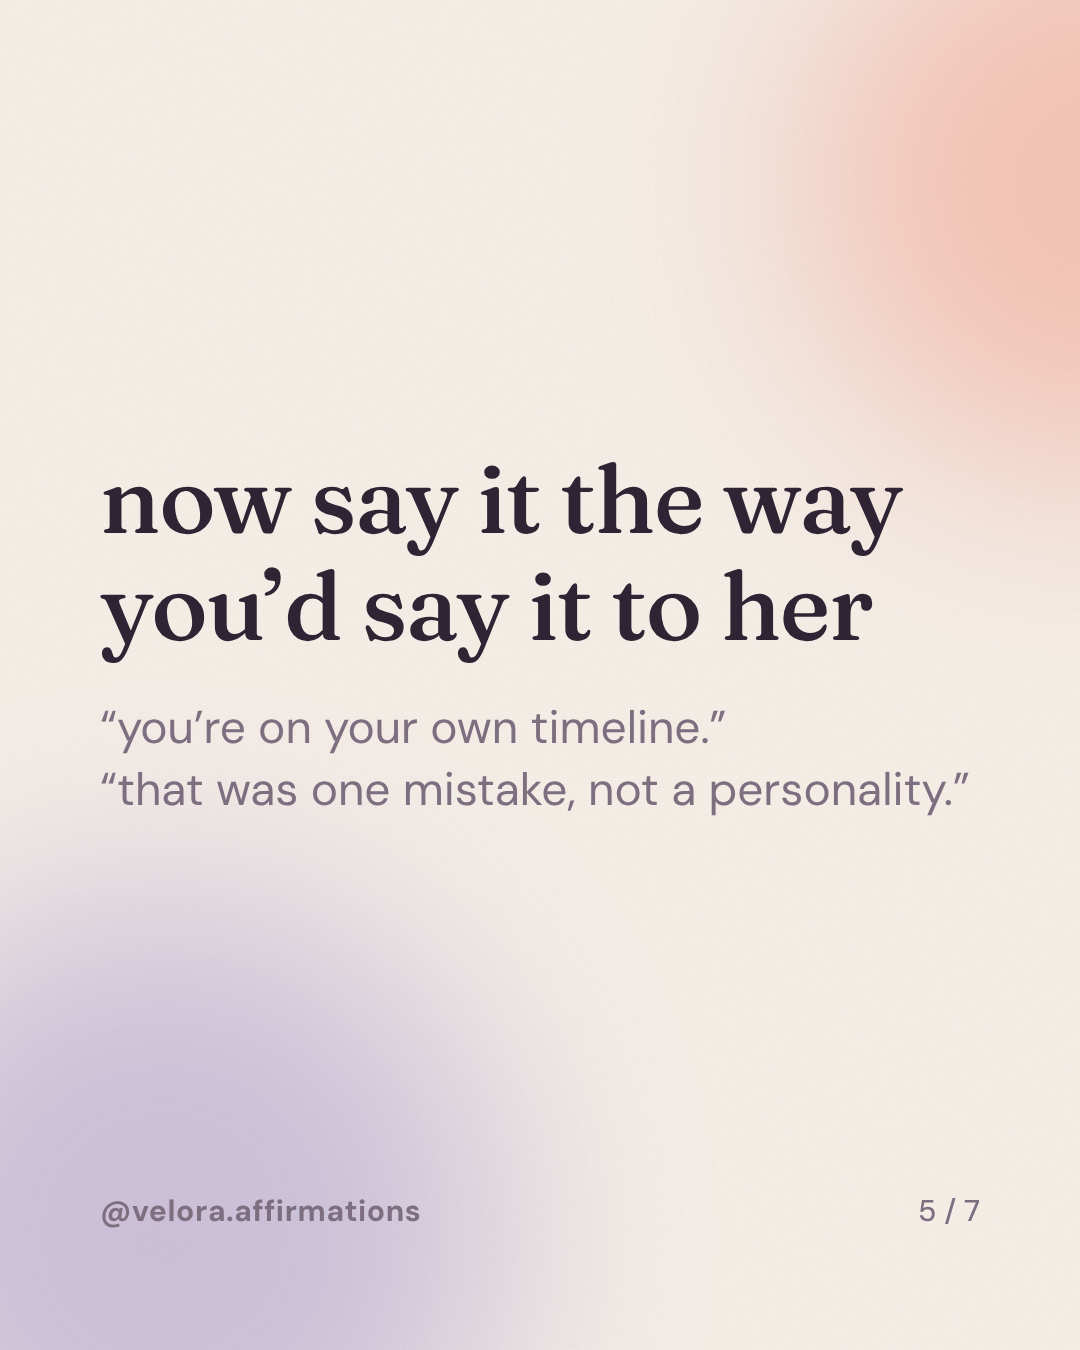 now say it the way
you’d say it to her
“you’re on your own timeline.”
“that was one mistake, not a personality.”
@velora.affirmations
5 / 7